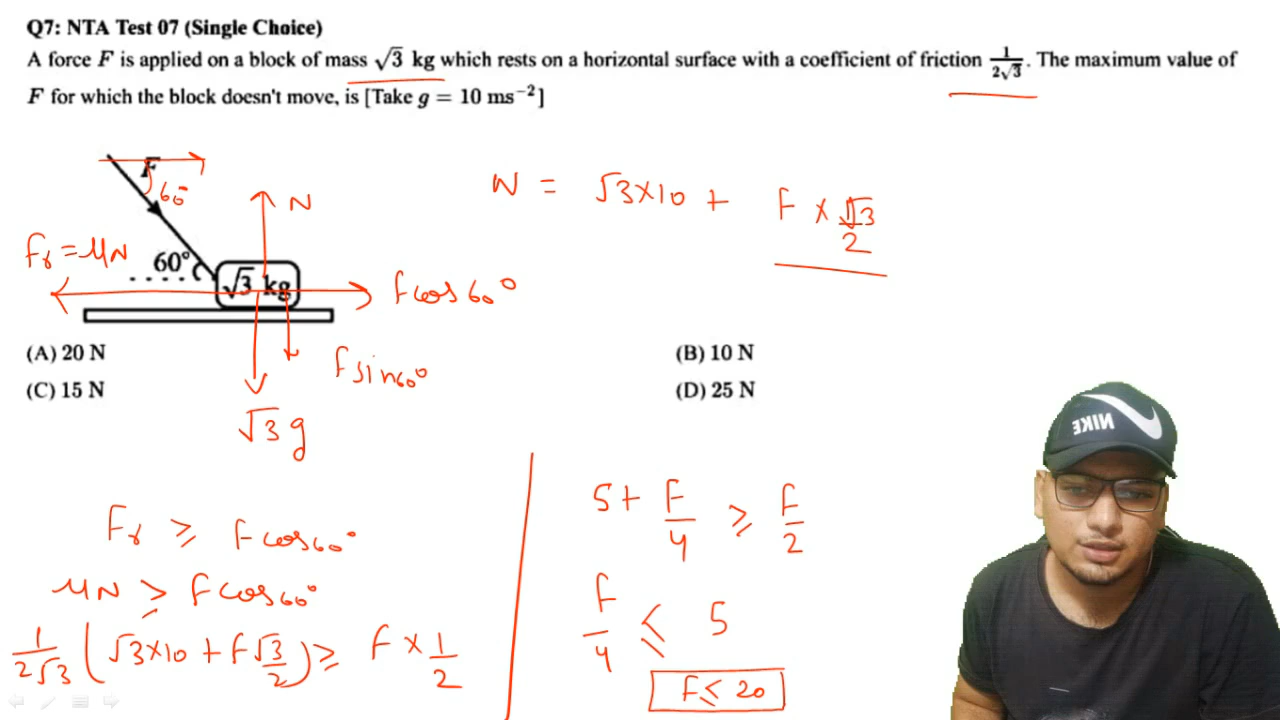 Q7: NTA Test 07 (Single Choice)
A force F is applied on a block of mass √3 kg which rests on a horizontal surface with a coefficient of friction 1/2√3. The maximum value of
F for which the block doesn't move, is [Take g = 10 ms⁻²]
F
60°
N
N = √3×10 + F × √3/2
Fr = μN
60°
√3 kg
F cos 60°
(A) 20 N
(B) 10 N
F sin 60°
(C) 15 N
(D) 25 N
√3 g
NIKE
Fr ≥ F cos 60°
5 + F/4 ≥ F/2
μN ≥ F cos 60°
F/4 ≤ 5
1/2√3 (√3×10 + F√3/2) ≥ F × 1/2
F ≤ 20